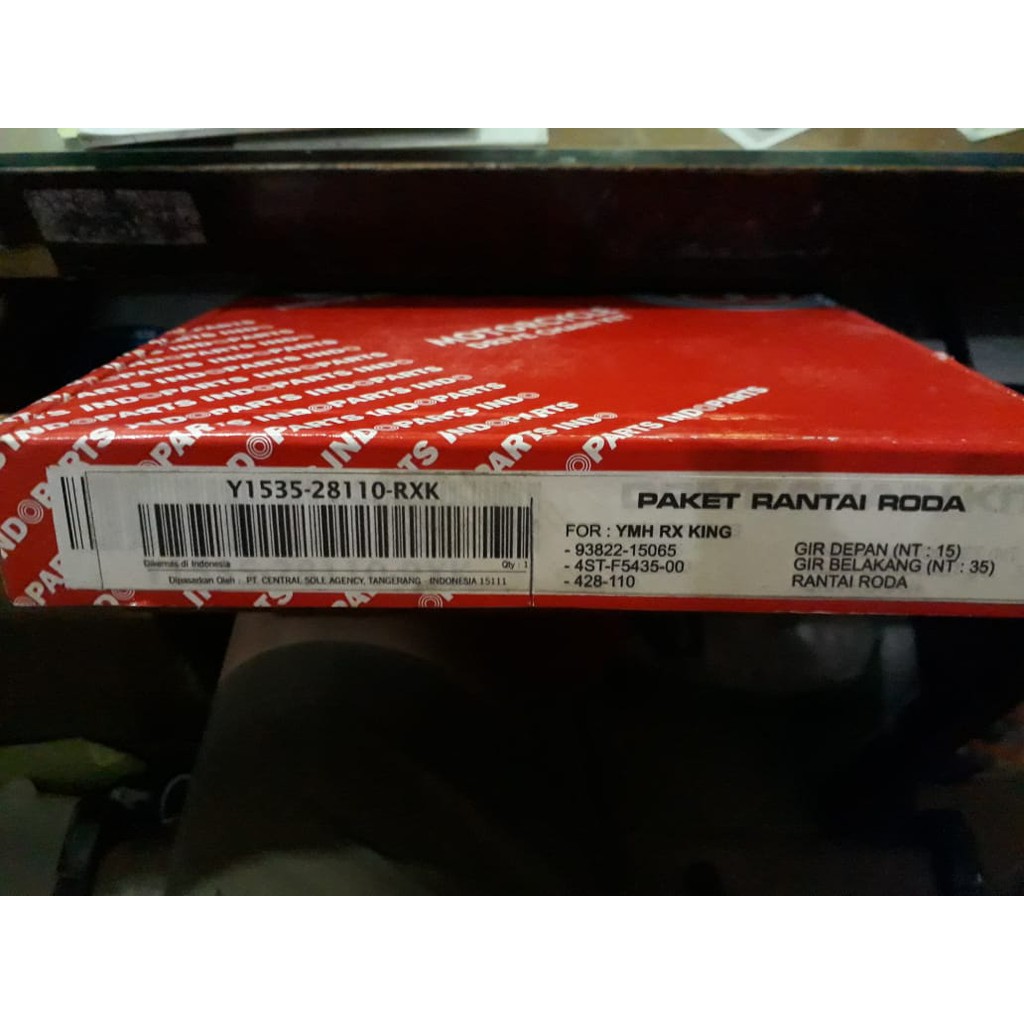 MOTORCYCLE
INDOPARTS INDOPARTS INDOPARTS
Y1535-28110-RXK
Dikemas di Indonesia
Qty : 1
Dipasarkan Oleh : PT. CENTRAL SOLE AGENCY, TANGERANG - INDONESIA 15111
PAKET RANTAI RODA
FOR : YMH RX KING
- 93822-15065 GIR DEPAN (NT : 15)
- 4ST-F5435-00 GIR BELAKANG (NT : 35)
- 428-110 RANTAI RODA